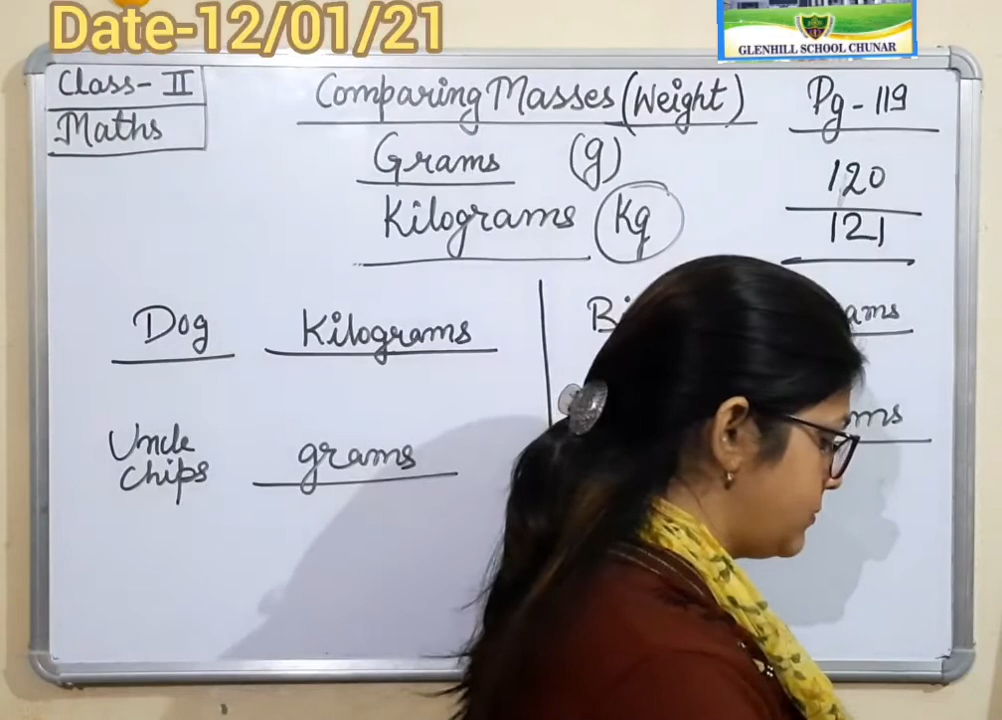 Date-12/01/21
GLENHILL SCHOOL CHUNAR
Class- II
Maths
Comparing Masses (Weight)
Pg - 119
120
121
Grams (g)
Kilograms (Kg)
Dog Kilograms
Uncle
Chips grams